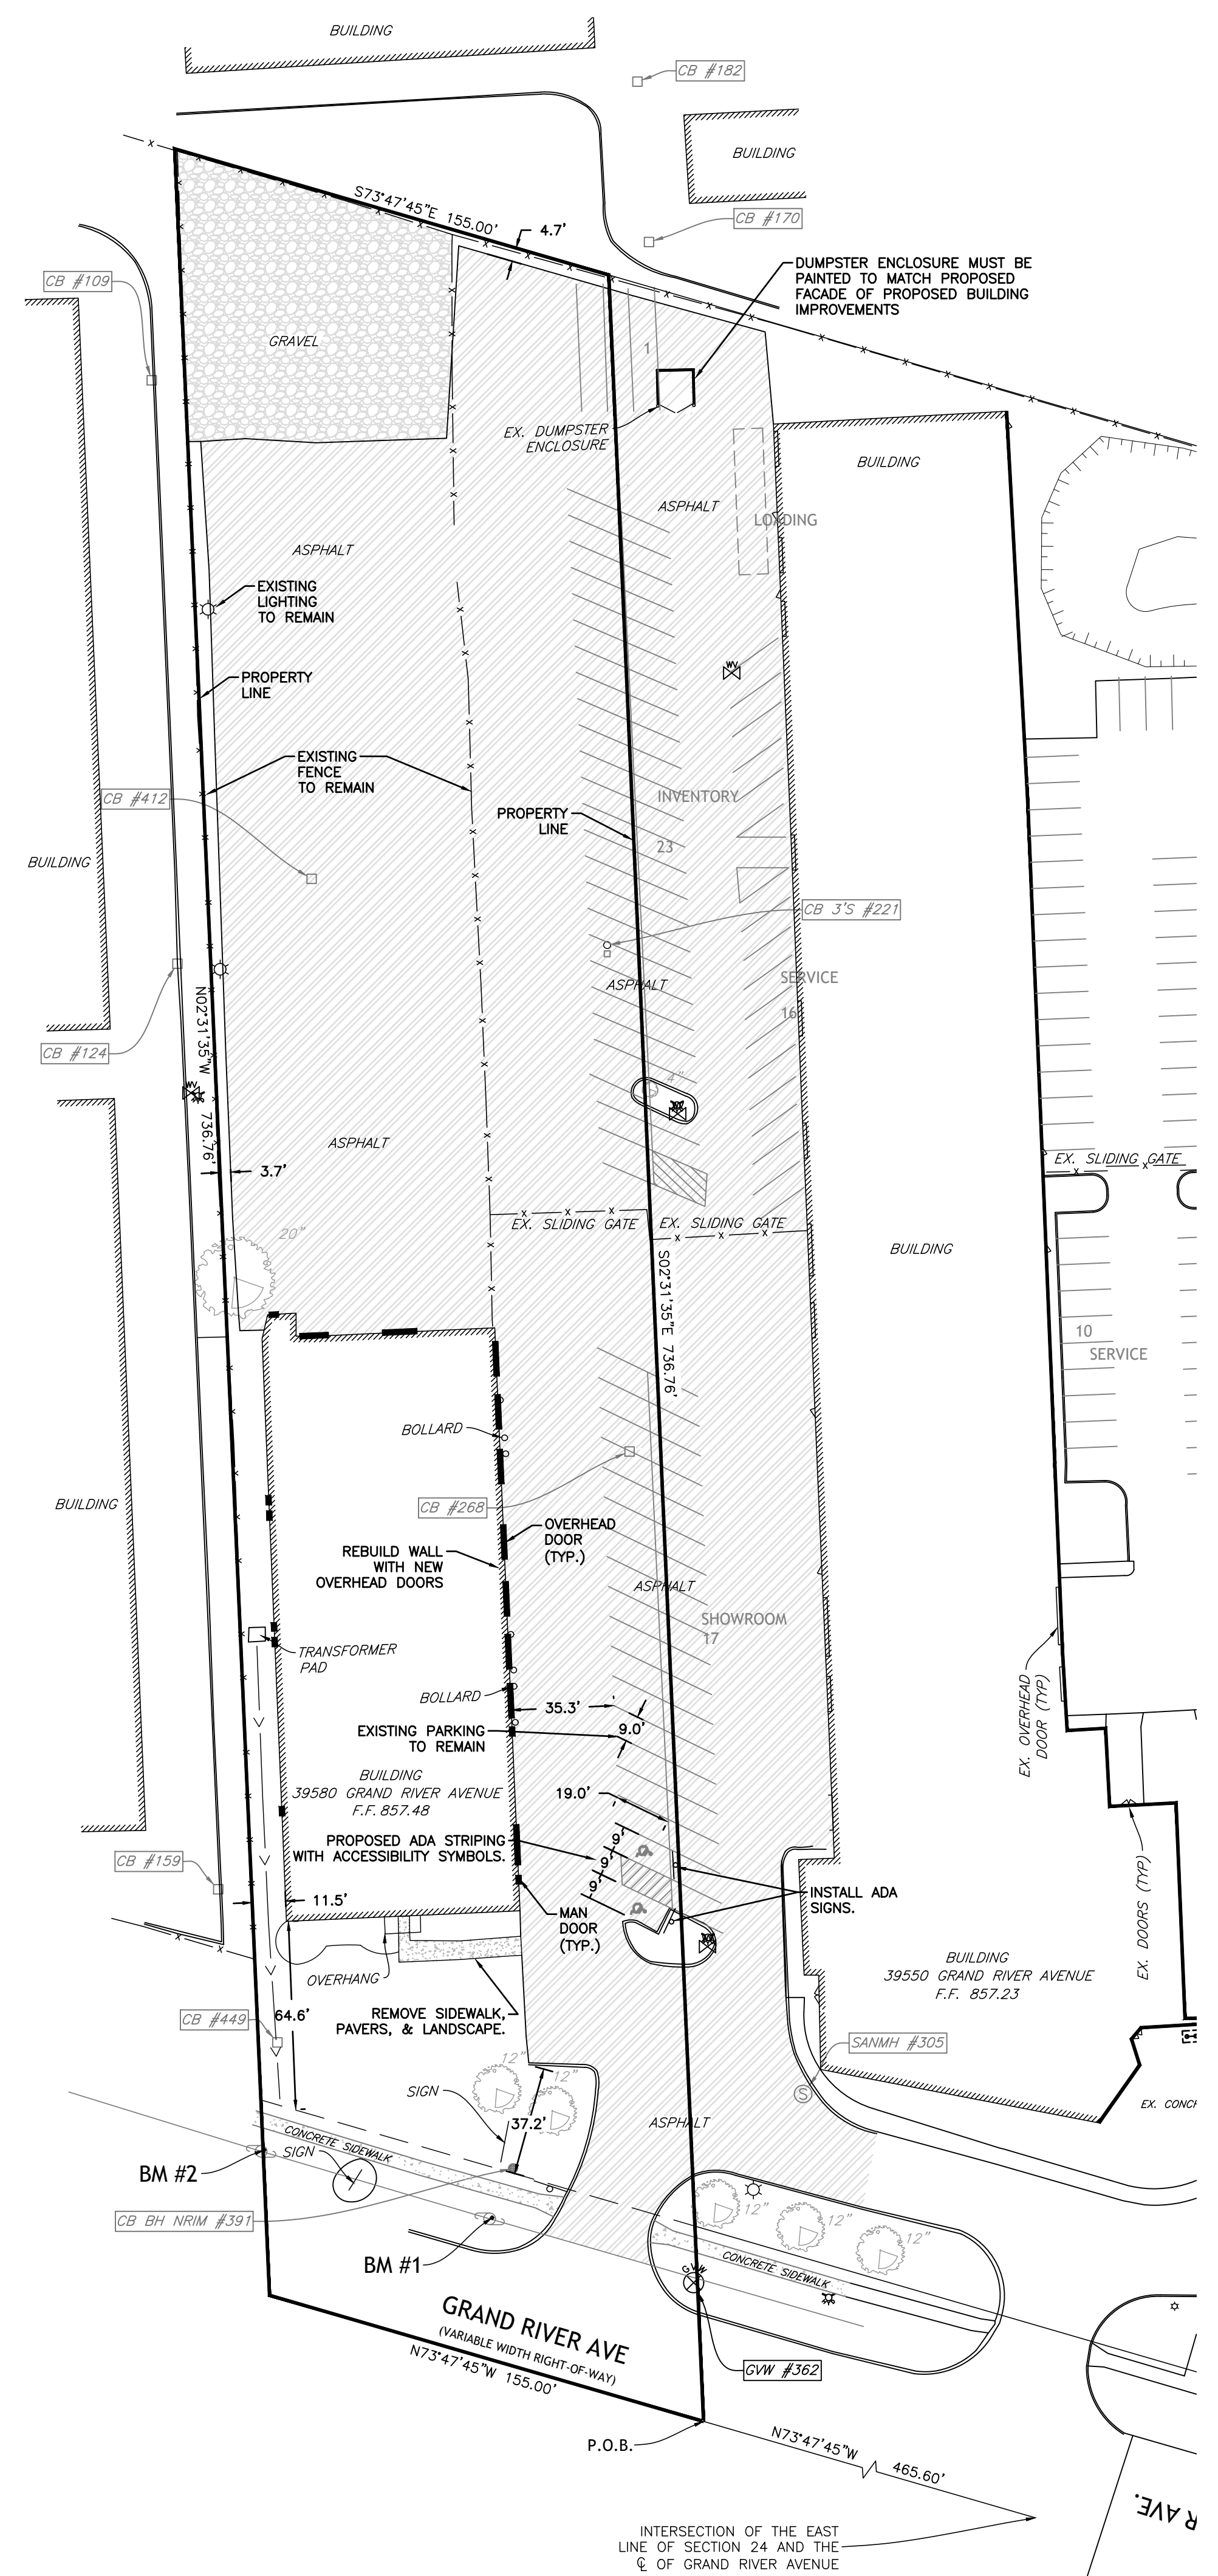 BUILDING
CB #182
BUILDING
S73°47'45"E 155.00'
4.7'
CB #170
DUMPSTER ENCLOSURE MUST BE
PAINTED TO MATCH PROPOSED
FACADE OF PROPOSED BUILDING
IMPROVEMENTS
CB #109
GRAVEL
1
EX. DUMPSTER
ENCLOSURE
BUILDING
ASPHALT
LOADING
ASPHALT
EXISTING
LIGHTING
TO REMAIN
WV
PROPERTY
LINE
EXISTING
FENCE
TO REMAIN
CB #412
INVENTORY
PROPERTY
LINE
23
BUILDING
CB 3'S #221
ASPHALT
SERVICE
16
N02°31'35"W 736.76'
CB #124
WV
4"
ASPHALT
3.7'
EX. SLIDING GATE
EX. SLIDING GATE
EX. SLIDING GATE
20"
BUILDING
S02°31'35"E 736.76'
10
SERVICE
BOLLARD
BUILDING
CB #268
OVERHEAD
DOOR
(TYP.)
REBUILD WALL
WITH NEW
OVERHEAD DOORS
ASPHALT
SHOWROOM
17
TRANSFORMER
PAD
EX. OVERHEAD
DOOR (TYP)
BOLLARD
35.3'
9.0'
EXISTING PARKING
TO REMAIN
BUILDING
39580 GRAND RIVER AVENUE
F.F. 857.48
19.0'
PROPOSED ADA STRIPING
WITH ACCESSIBILITY SYMBOLS.
9'
9'
9'
CB #159
11.5'
INSTALL ADA
SIGNS.
MAN
DOOR
(TYP.)
EX. DOORS (TYP)
OVERHANG
BUILDING
39550 GRAND RIVER AVENUE
F.F. 857.23
CB #449
64.6'
REMOVE SIDEWALK,
PAVERS, & LANDSCAPE.
SANMH #305
S
12"
12"
SIGN
37.2'
EX. CONCR
ASPHALT
CONCRETE SIDEWALK
SIGN
BM #2
CB BH NRIM #391
12"
12"
12"
BM #1
CONCRETE SIDEWALK
GVW
GRAND RIVER AVE
(VARIABLE WIDTH RIGHT-OF-WAY)
N73°47'45"W 155.00'
GVW #362
P.O.B.
N73°47'45"W 465.60'
R AVE.
INTERSECTION OF THE EAST
LINE OF SECTION 24 AND THE
℄ OF GRAND RIVER AVENUE